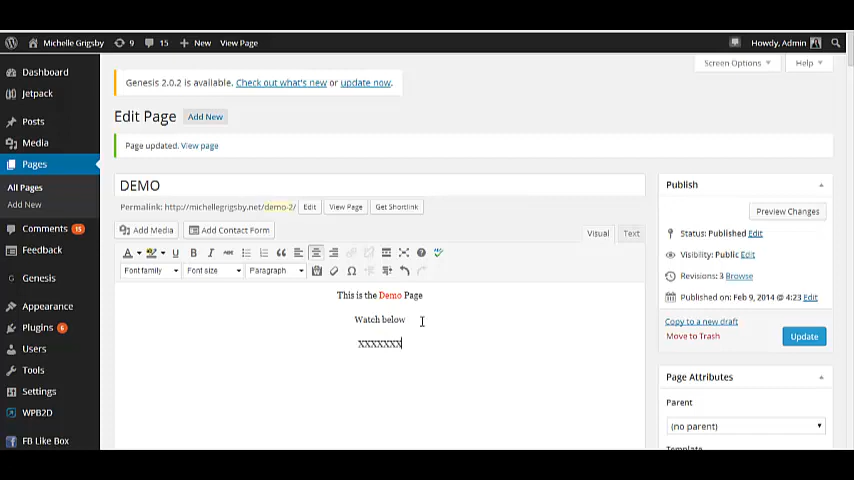 Michelle Grigsby 9 15 + New View Page Howdy, Admin
Dashboard
Jetpack
Posts
Media
Pages
All Pages
Add New
Comments 15
Feedback
Genesis
Appearance
Plugins 6
Users
Tools
Settings
WPB2D
FB Like Box
Screen Options Help
Genesis 2.0.2 is available. Check out what's new or update now.
Edit Page Add New
Page updated. View page
DEMO
Permalink: http://michellegrigsby.net/demo-2/ Edit View Page Get Shortlink
Add Media Add Contact Form Visual Text
A U B I ABC
Font family Font size Paragraph
This is the Demo Page
Watch below
XXXXXXX
Publish
Preview Changes
Status: Published Edit
Visibility: Public Edit
Revisions: 3 Browse
Published on: Feb 9, 2014 @ 4:23 Edit
Copy to a new draft
Move to Trash Update
Page Attributes
Parent
(no parent)
Template